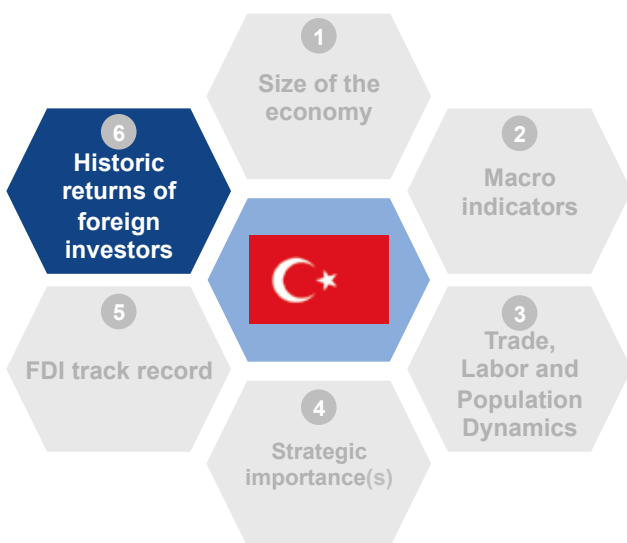 1
Size of the
economy
2
Macro
indicators
3
Trade,
Labor and
Population
Dynamics
4
Strategic
importance(s)
5
FDI track record
6
Historic
returns of
foreign
investors